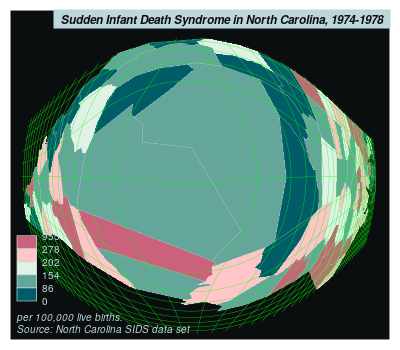 Sudden Infant Death Syndrome in North Carolina, 1974-1978
278
202
154
86
0
per 100,000 live births.
Source: North Carolina SIDS data set